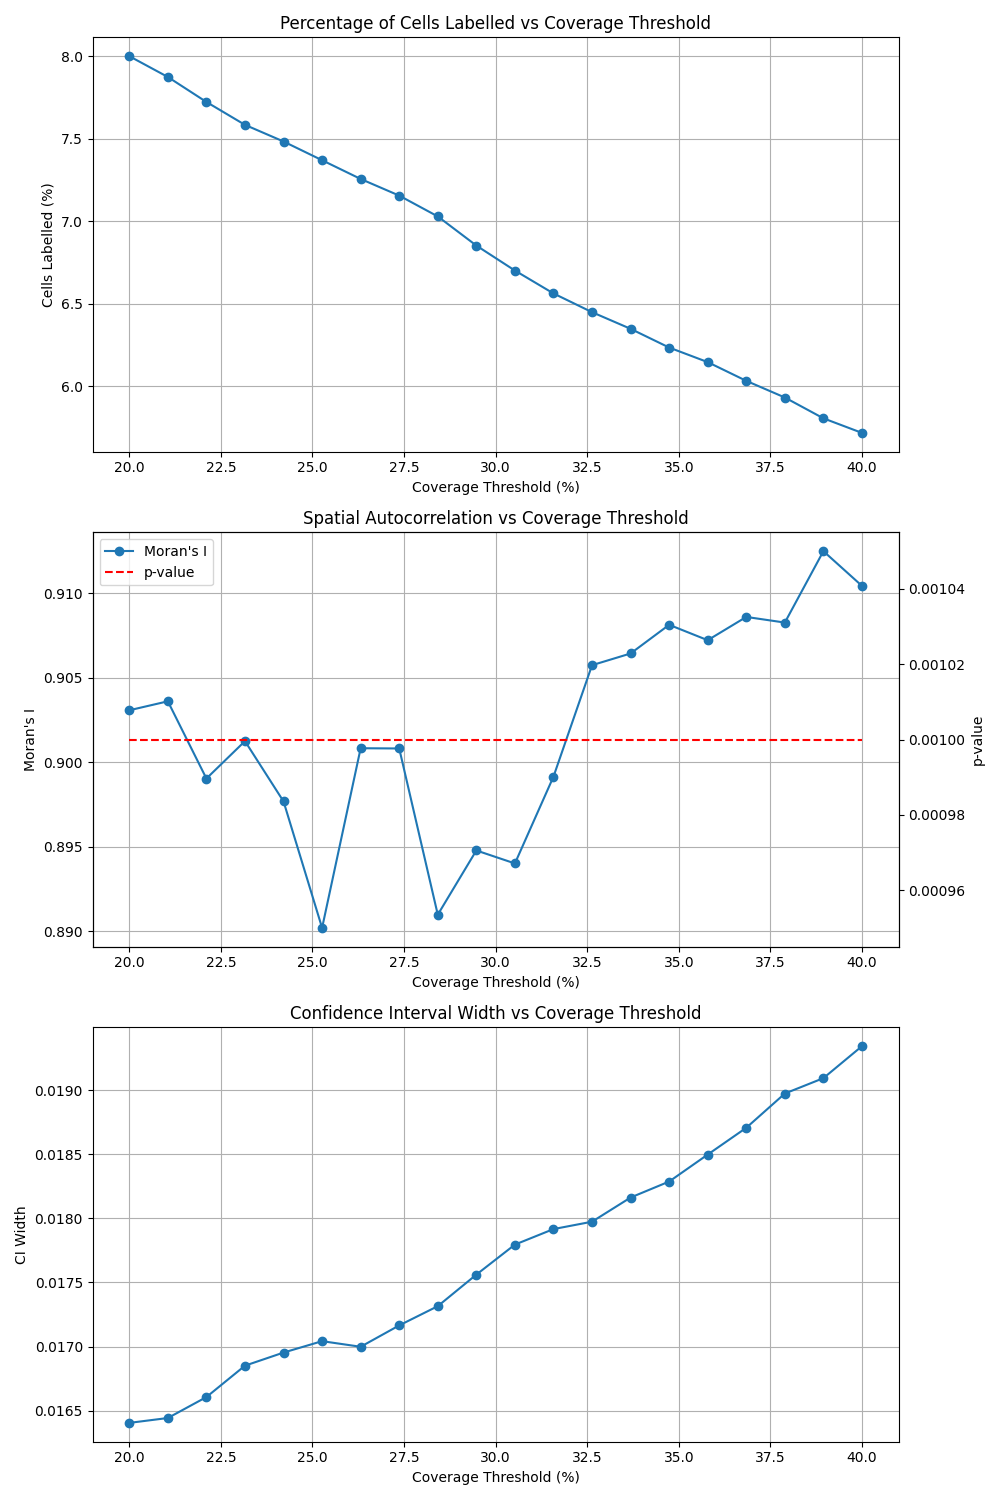 Percentage of Cells Labelled vs Coverage Threshold
8.0
7.5
7.0
6.5
6.0
Cells Labelled (%)
20.0 22.5 25.0 27.5 30.0 32.5 35.0 37.5 40.0
Coverage Threshold (%)
Spatial Autocorrelation vs Coverage Threshold
Moran's I
p-value
0.910
0.905
0.900
0.895
0.890
Moran's I
0.00104
0.00102
0.00100
0.00098
0.00096
p-value
20.0 22.5 25.0 27.5 30.0 32.5 35.0 37.5 40.0
Coverage Threshold (%)
Confidence Interval Width vs Coverage Threshold
0.0190
0.0185
0.0180
0.0175
0.0170
0.0165
CI Width
20.0 22.5 25.0 27.5 30.0 32.5 35.0 37.5 40.0
Coverage Threshold (%)